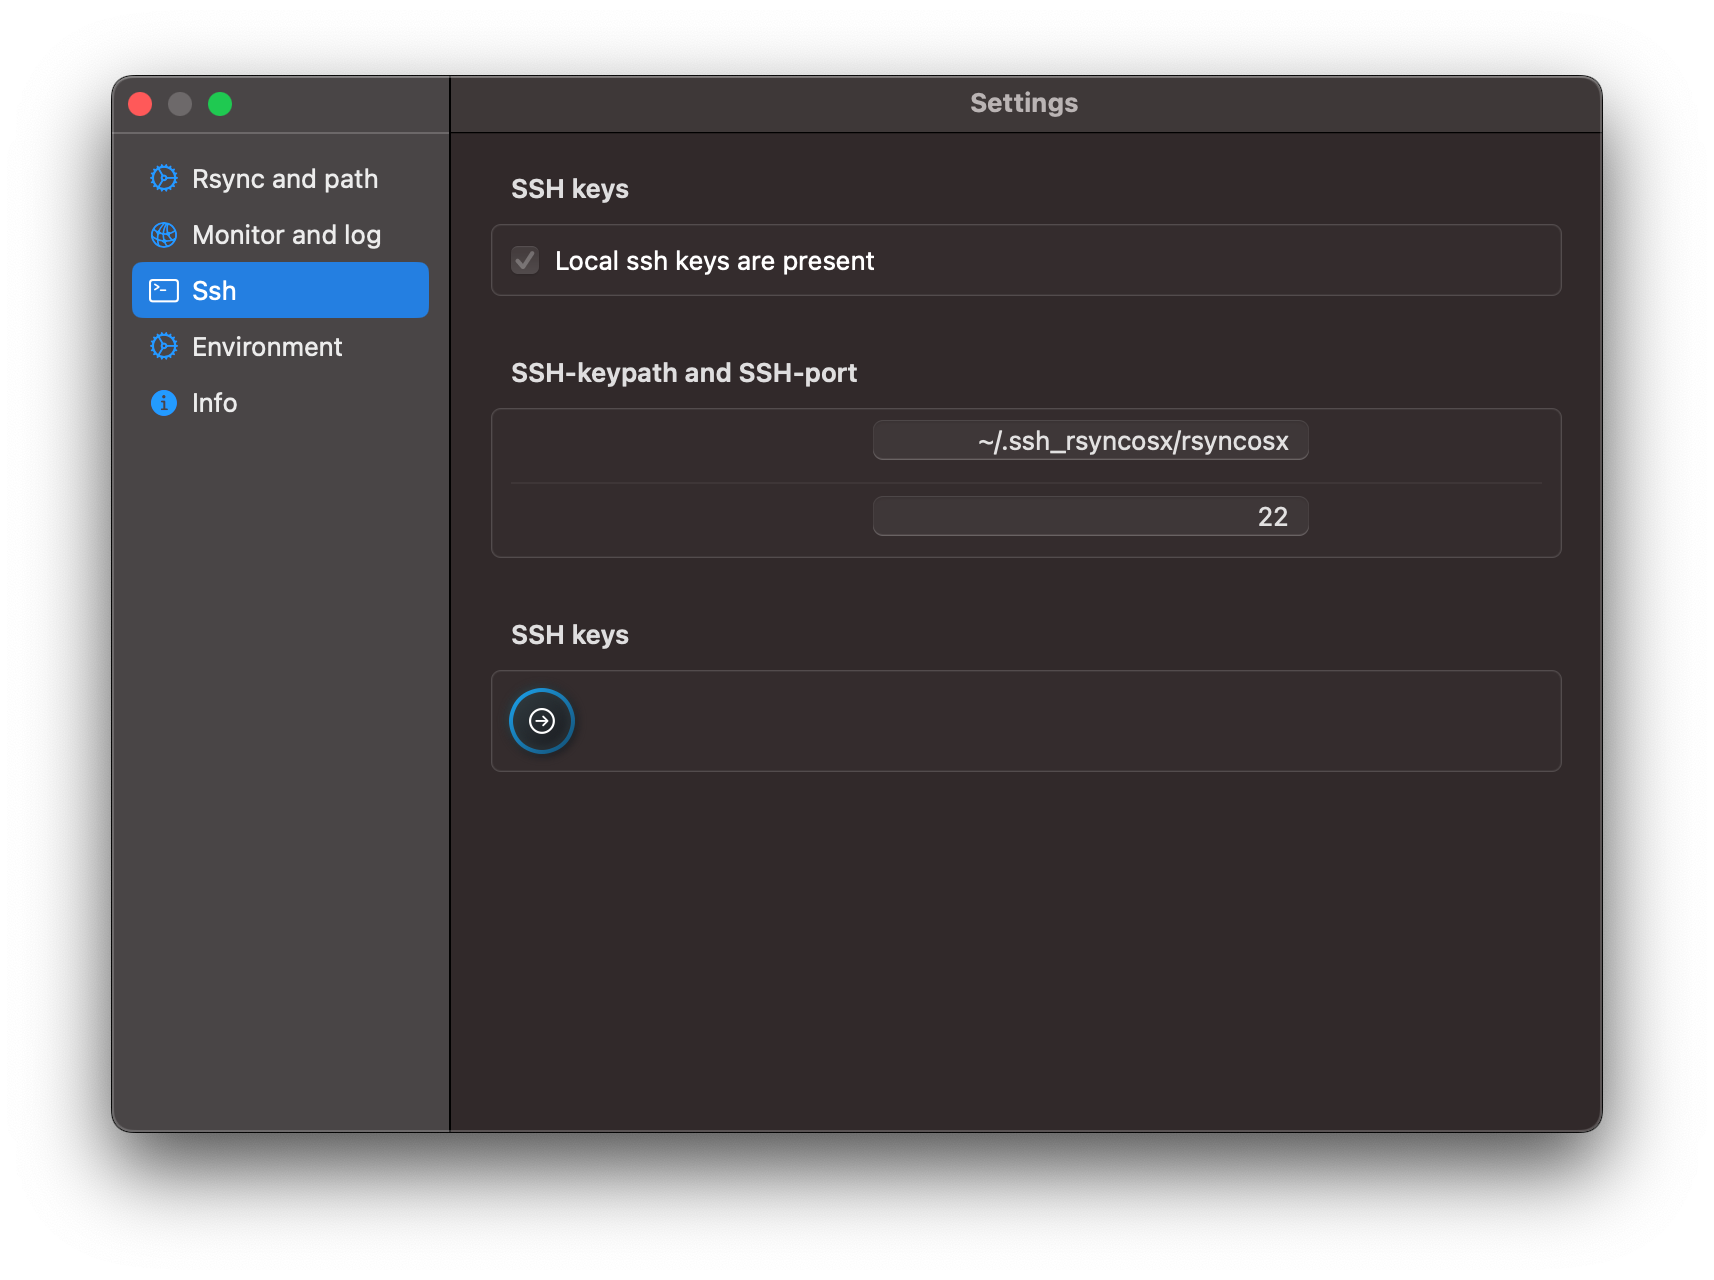 Settings
Rsync and path
Monitor and log
Ssh
Environment
Info
SSH keys
Local ssh keys are present
SSH-keypath and SSH-port
~/.ssh_rsyncosx/rsyncosx
22
SSH keys